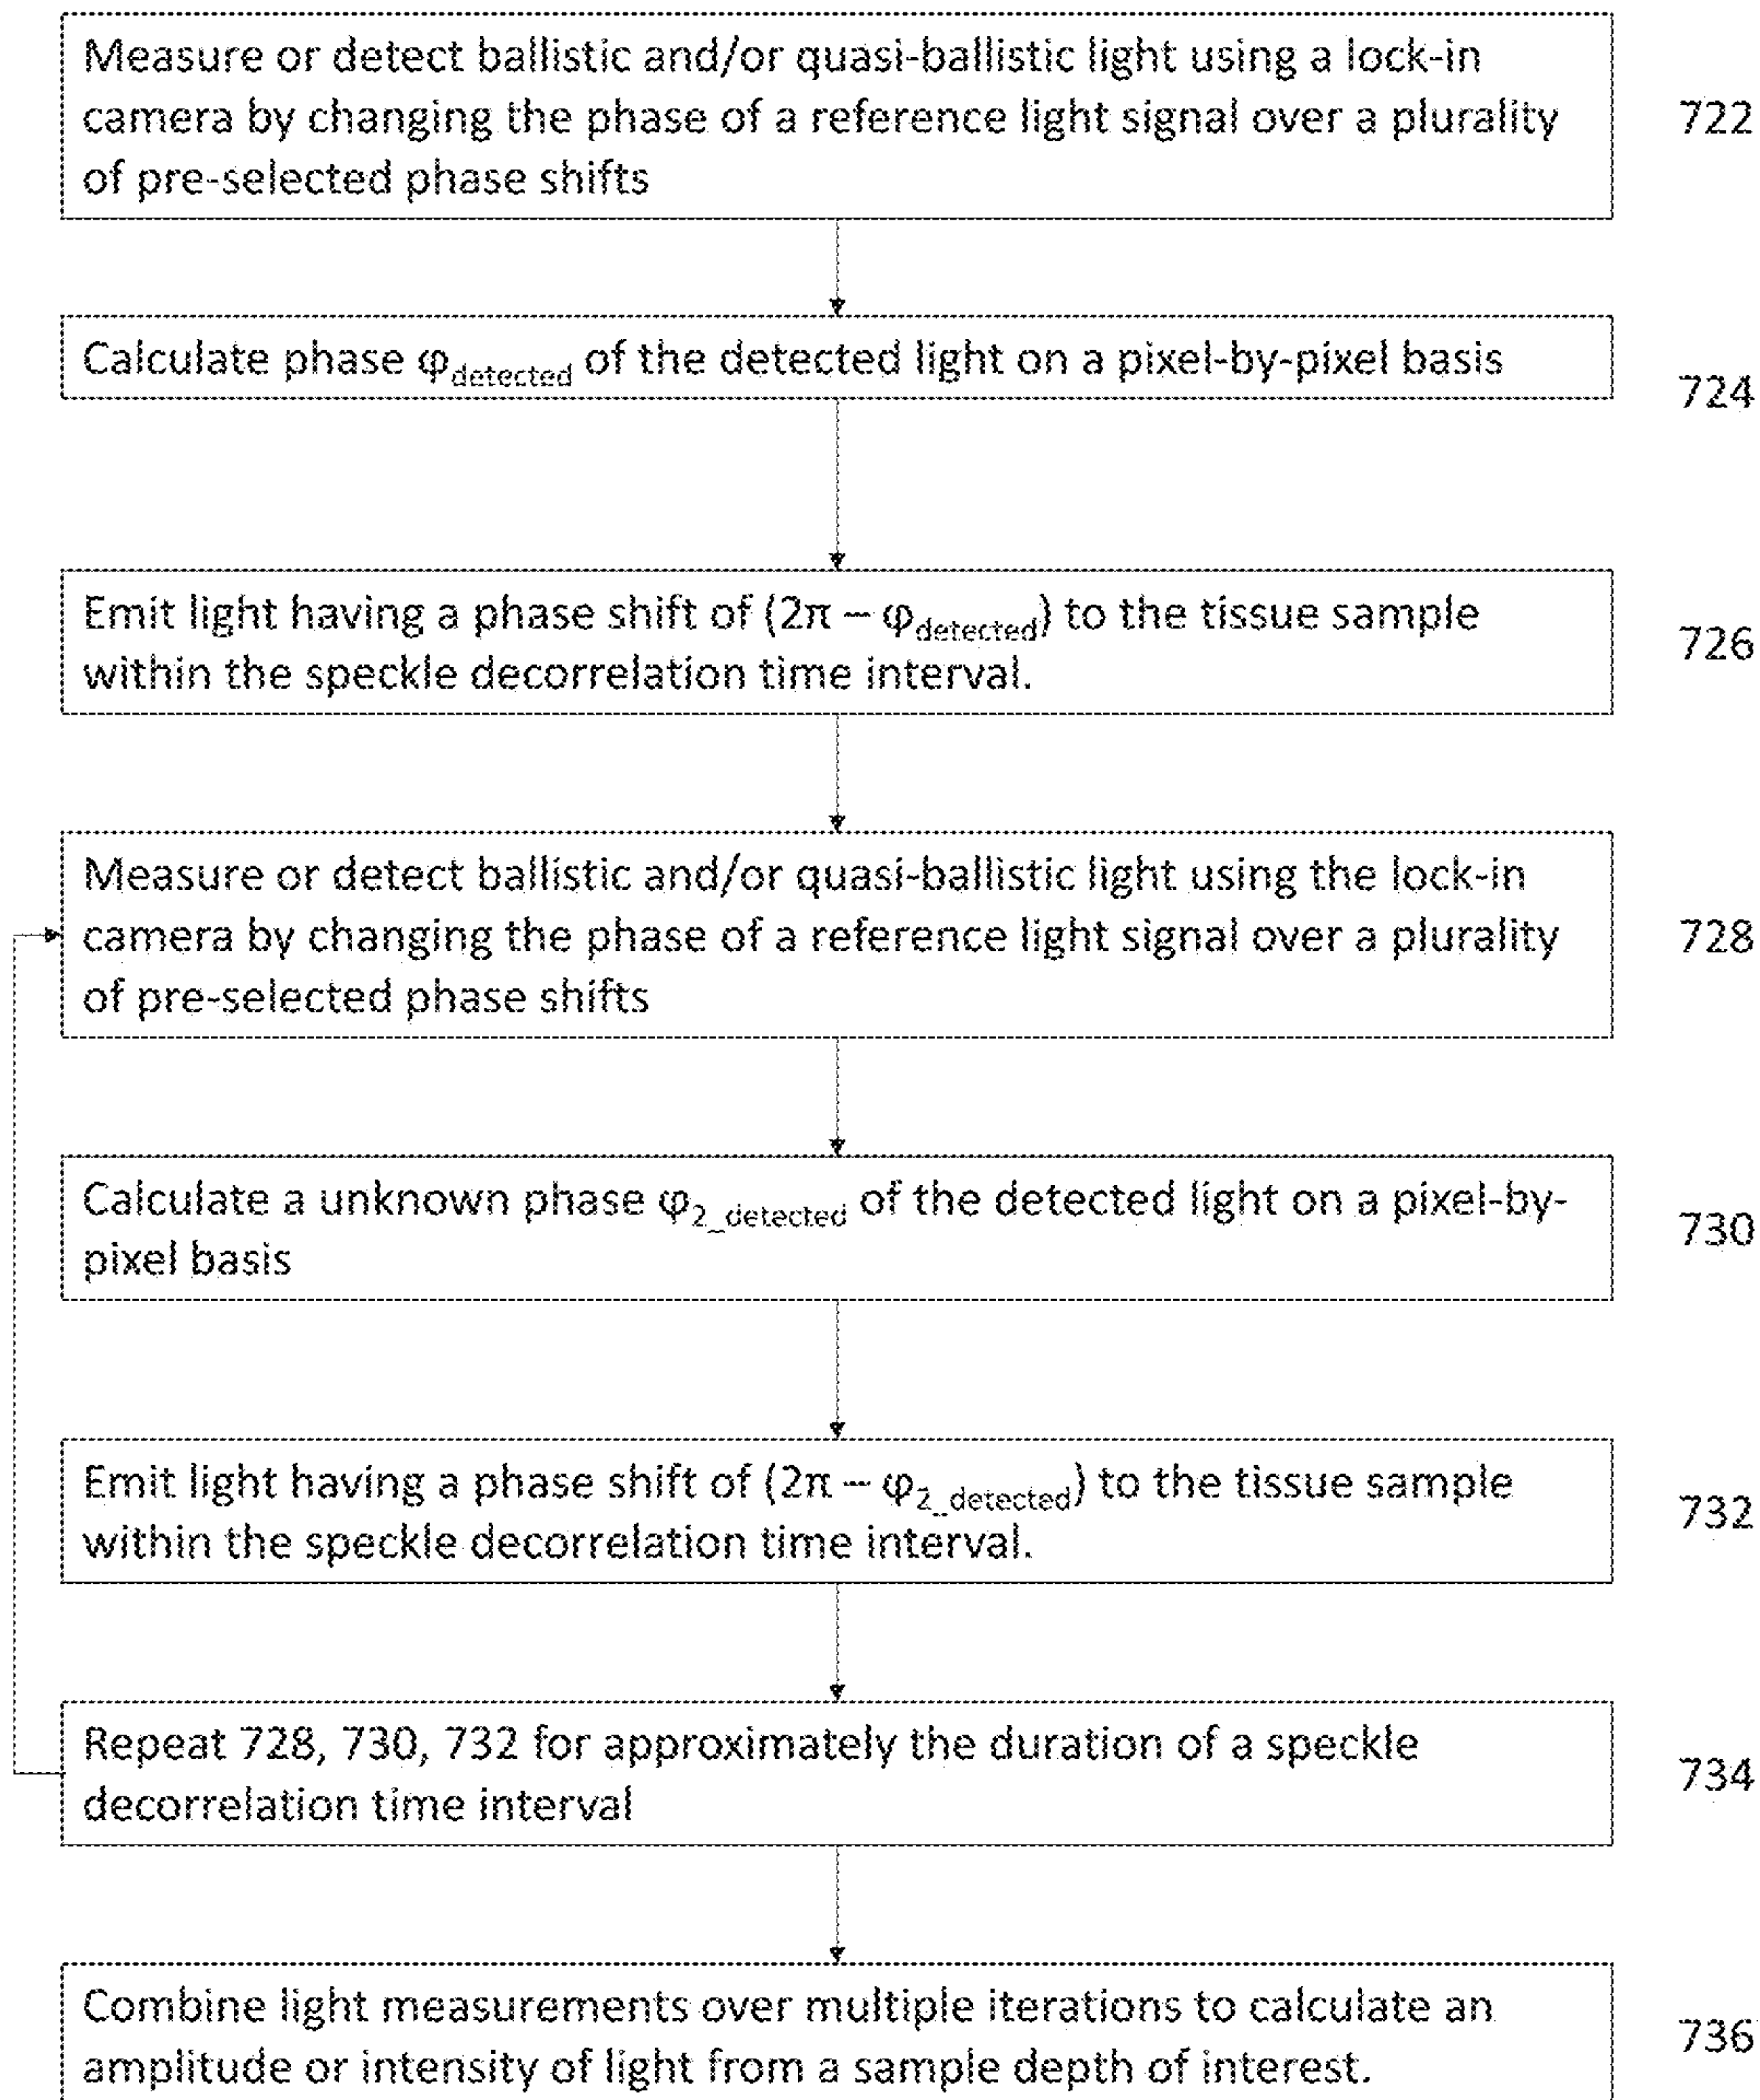 Measure or detect ballistic and/or quasi-ballistic light using a lock-in
camera by changing the phase of a reference light signal over a plurality
of pre-selected phase shifts
722
Calculate phase φdetected of the detected light on a pixel-by-pixel basis
724
Emit light having a phase shift of (2π – φdetected) to the tissue sample
within the speckle decorrelation time interval.
726
Measure or detect ballistic and/or quasi-ballistic light using the lock-in
camera by changing the phase of a reference light signal over a plurality
of pre-selected phase shifts
728
Calculate a unknown phase φ2_detected of the detected light on a pixel-by-
pixel basis
730
Emit light having a phase shift of (2π – φ2_detected) to the tissue sample
within the speckle decorrelation time interval.
732
Repeat 728, 730, 732 for approximately the duration of a speckle
decorrelation time interval
734
Combine light measurements over multiple iterations to calculate an
amplitude or intensity of light from a sample depth of interest.
736